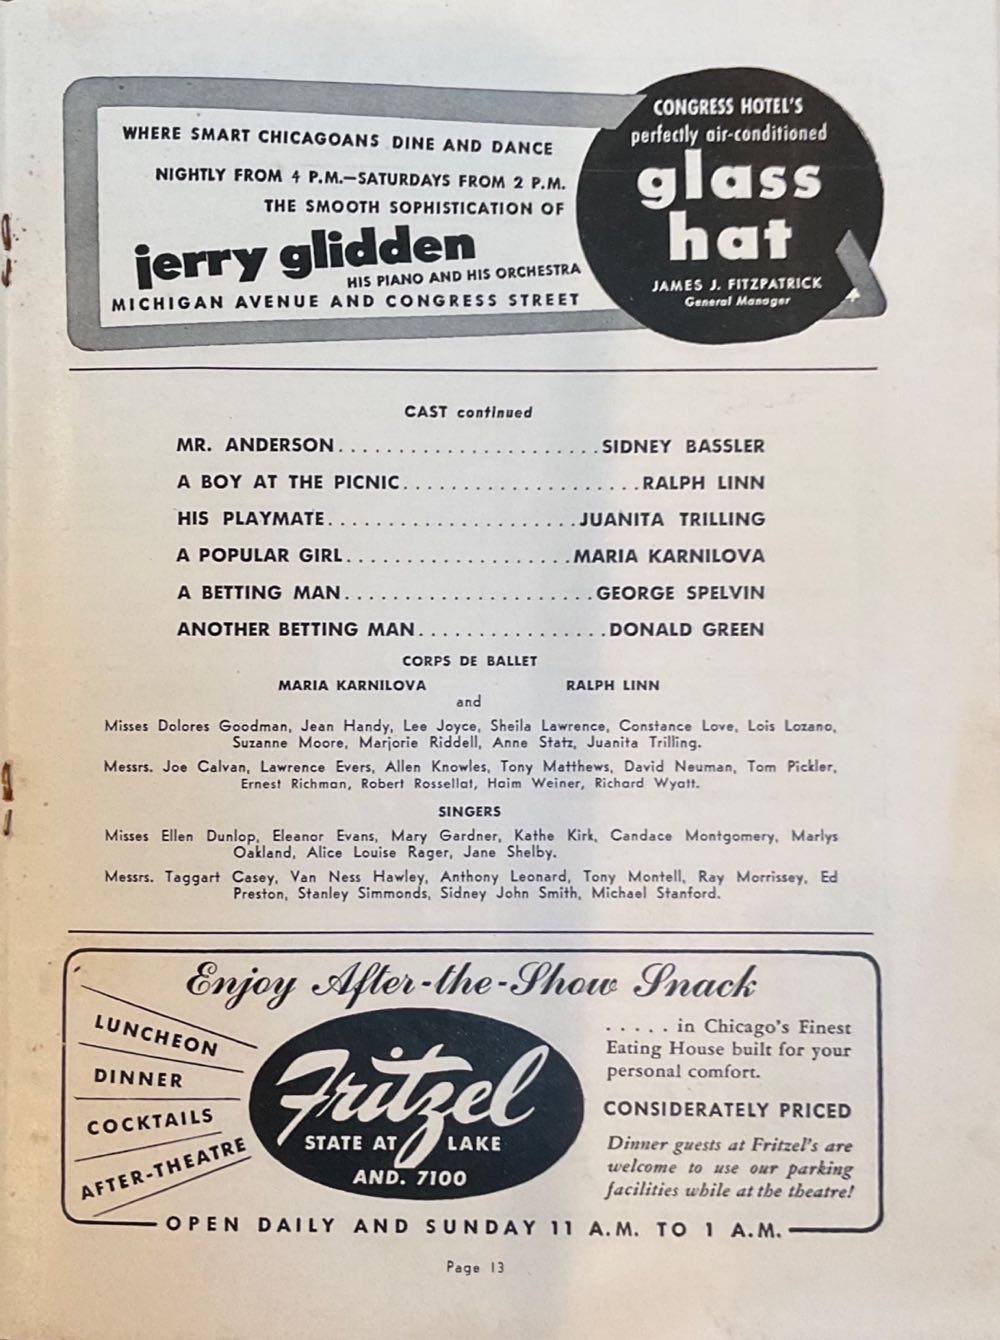 WHERE SMART CHICAGOANS DINE AND DANCE
NIGHTLY FROM 4 P.M.—SATURDAYS FROM 2 P.M.
THE SMOOTH SOPHISTICATION OF
jerry glidden
HIS PIANO AND HIS ORCHESTRA
MICHIGAN AVENUE AND CONGRESS STREET
CONGRESS HOTEL'S
perfectly air-conditioned
glass
hat
JAMES J. FITZPATRICK
General Manager
CAST continued
MR. ANDERSON......................SIDNEY BASSLER
A BOY AT THE PICNIC....................RALPH LINN
HIS PLAYMATE.....................JUANITA TRILLING
A POPULAR GIRL...................MARIA KARNILOVA
A BETTING MAN.....................GEORGE SPELVIN
ANOTHER BETTING MAN................DONALD GREEN
CORPS DE BALLET
MARIA KARNILOVA RALPH LINN
and
Misses Dolores Goodman, Jean Handy, Lee Joyce, Sheila Lawrence, Constance Love, Lois Lozano,
Suzanne Moore, Marjorie Riddell, Anne Statz, Juanita Trilling.
Messrs. Joe Calvan, Lawrence Evers, Allen Knowles, Tony Matthews, David Neuman, Tom Pickler,
Ernest Richman, Robert Rossellat, Haim Weiner, Richard Wyatt.
SINGERS
Misses Ellen Dunlop, Eleanor Evans, Mary Gardner, Kathe Kirk, Candace Montgomery, Marlys
Oakland, Alice Louise Rager, Jane Shelby.
Messrs. Taggart Casey, Van Ness Hawley, Anthony Leonard, Tony Montell, Ray Morrissey, Ed
Preston, Stanley Simmonds, Sidney John Smith, Michael Stanford.
Enjoy After-the-Show Snack
LUNCHEON
DINNER
COCKTAILS
AFTER-THEATRE
Fritzel
STATE AT LAKE
AND. 7100
..... in Chicago's Finest
Eating House built for your
personal comfort.
CONSIDERATELY PRICED
Dinner guests at Fritzel's are
welcome to use our parking
facilities while at the theatre!
OPEN DAILY AND SUNDAY 11 A.M. TO 1 A.M.
Page 13